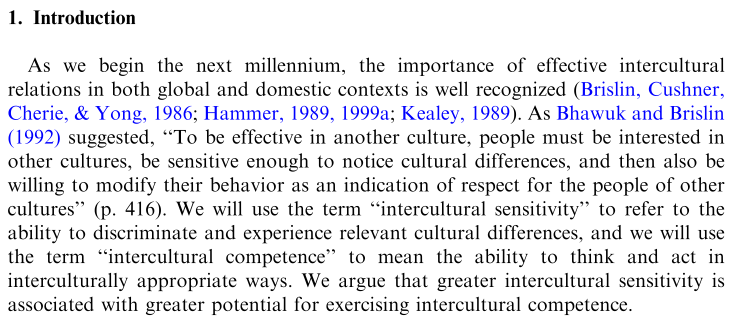 1. Introduction
As we begin the next millennium, the importance of effective intercultural
relations in both global and domestic contexts is well recognized (Brislin, Cushner,
Cherie, & Yong, 1986; Hammer, 1989, 1999a; Kealey, 1989). As Bhawuk and Brislin
(1992) suggested, ‘‘To be effective in another culture, people must be interested in
other cultures, be sensitive enough to notice cultural differences, and then also be
willing to modify their behavior as an indication of respect for the people of other
cultures’’ (p. 416). We will use the term ‘‘intercultural sensitivity’’ to refer to the
ability to discriminate and experience relevant cultural differences, and we will use
the term ‘‘intercultural competence’’ to mean the ability to think and act in
interculturally appropriate ways. We argue that greater intercultural sensitivity is
associated with greater potential for exercising intercultural competence.